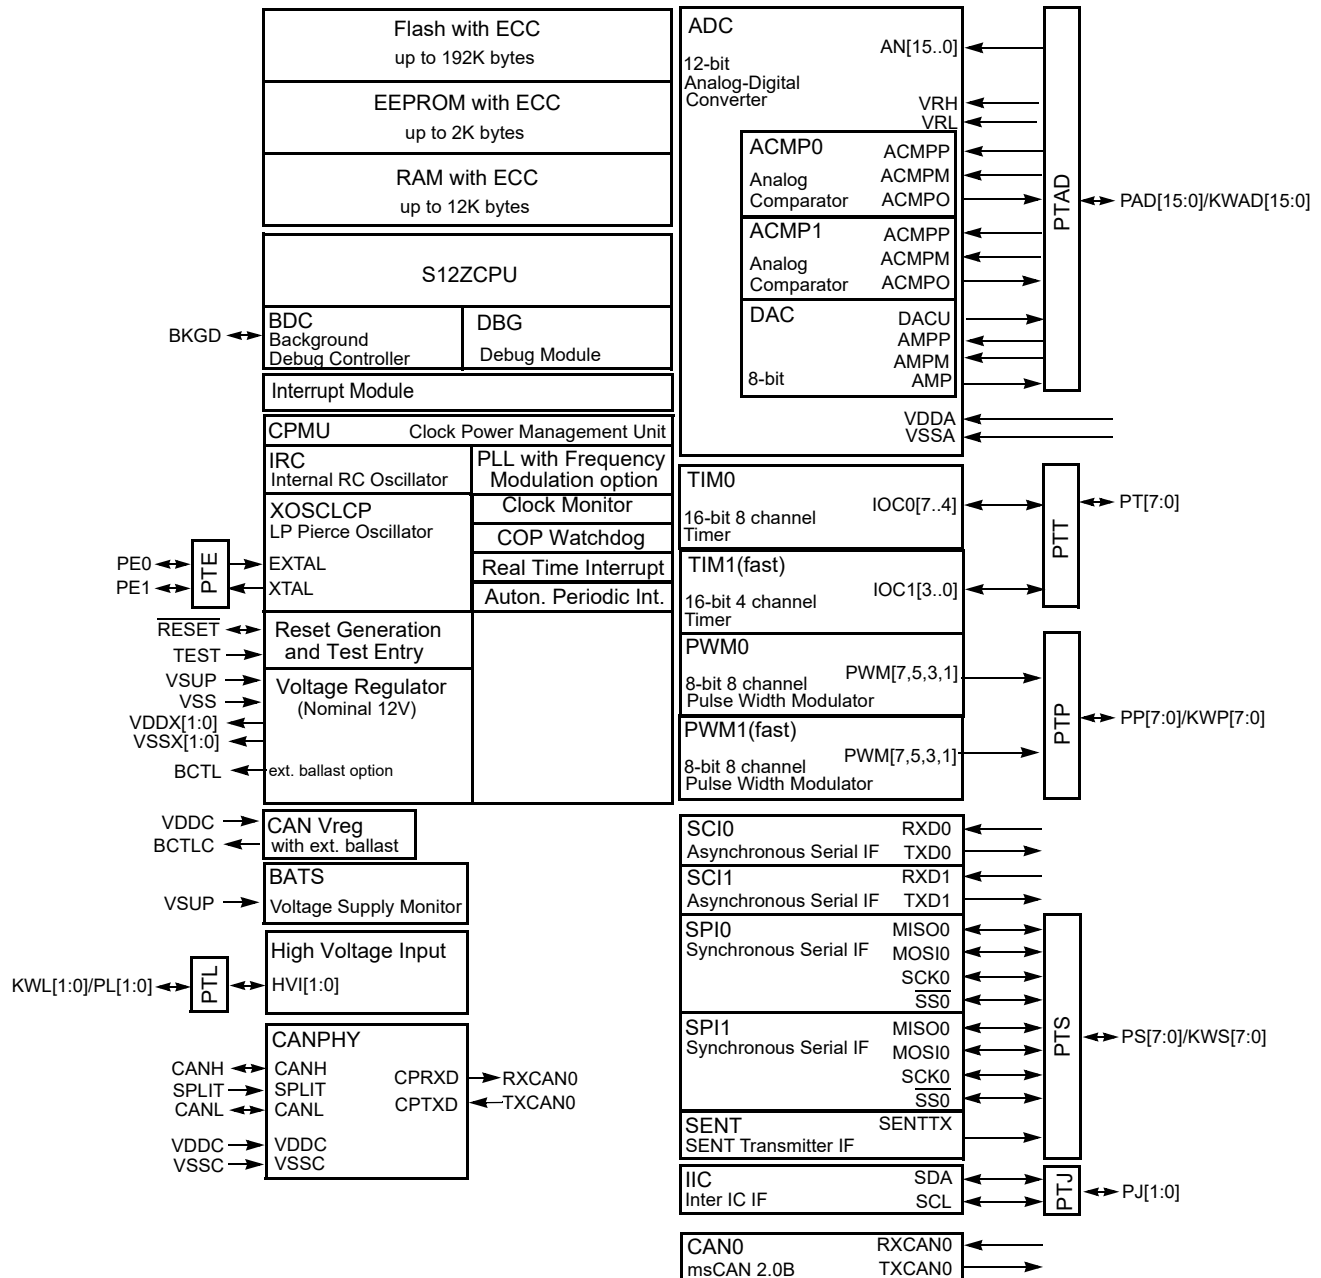 Flash with ECC
up to 192K bytes
EEPROM with ECC
up to 2K bytes
RAM with ECC
up to 12K bytes
S12ZCPU
BKGD
BDC
Background
Debug Controller
DBG
Debug Module
Interrupt Module
CPMU
Clock Power Management Unit
IRC
Internal RC Oscillator
PLL with Frequency
Modulation option
XOSCLCP
LP Pierce Oscillator
Clock Monitor
COP Watchdog
PE0
PE1
PTE
EXTAL
XTAL
Real Time Interrupt
Auton. Periodic Int.
RESET
TEST
Reset Generation
and Test Entry
VSUP
VSS
VDDX[1:0]
VSSX[1:0]
BCTL
Voltage Regulator
(Nominal 12V)
ext. ballast option
VDDC
BCTLC
CAN Vreg
with ext. ballast
VSUP
BATS
Voltage Supply Monitor
KWL[1:0]/PL[1:0]
PTL
High Voltage Input
HVI[1:0]
CANPHY
CANH
SPLIT
CANL
VDDC
VSSC
CANH
SPLIT
CANL
VDDC
VSSC
CPRXD
CPTXD
RXCAN0
TXCAN0
ADC
12-bit
Analog-Digital
Converter
AN[15..0]
VRH
VRL
ACMP0
Analog
Comparator
ACMPP
ACMPM
ACMPO
ACMP1
Analog
Comparator
ACMPP
ACMPM
ACMPO
DAC
8-bit
DACU
AMPP
AMPM
AMP
VDDA
VSSA
PTAD
PAD[15:0]/KWAD[15:0]
TIM0
16-bit 8 channel
Timer
IOC0[7..4]
TIM1(fast)
16-bit 4 channel
Timer
IOC1[3..0]
PTT
PT[7:0]
PWM0
8-bit 8 channel
Pulse Width Modulator
PWM[7,5,3,1]
PWM1(fast)
8-bit 8 channel
Pulse Width Modulator
PWM[7,5,3,1]
PTP
PP[7:0]/KWP[7:0]
SCI0
Asynchronous Serial IF
RXD0
TXD0
SCI1
Asynchronous Serial IF
RXD1
TXD1
SPI0
Synchronous Serial IF
MISO0
MOSI0
SCK0
SS0
SPI1
Synchronous Serial IF
MISO0
MOSI0
SCK0
SS0
SENT
SENT Transmitter IF
SENTTX
PTS
PS[7:0]/KWS[7:0]
IIC
Inter IC IF
SDA
SCL
PTJ
PJ[1:0]
CAN0
msCAN 2.0B
RXCAN0
TXCAN0